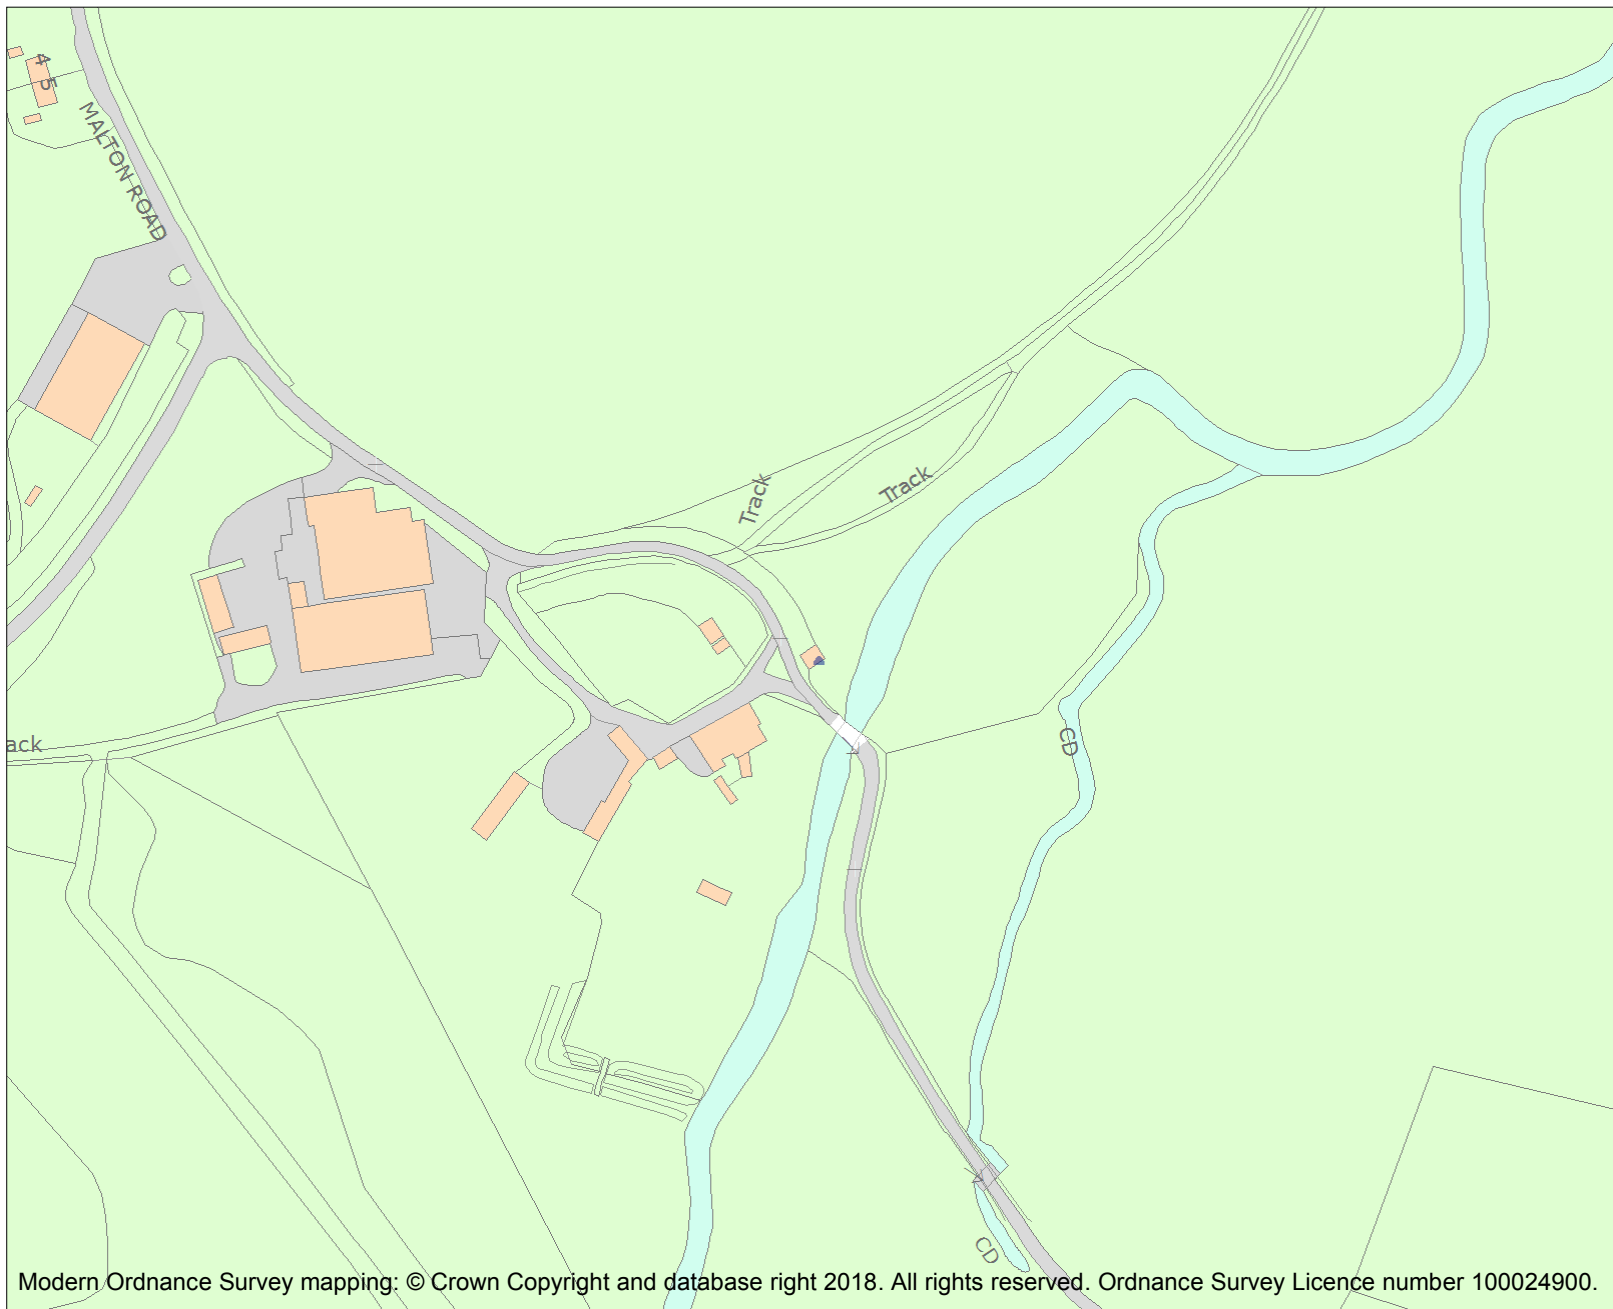 4
5
MALTON ROAD
Track
Track
ack
CD
CD
Modern Ordnance Survey mapping: © Crown Copyright and database right 2018. All rights reserved. Ordnance Survey Licence number 100024900.